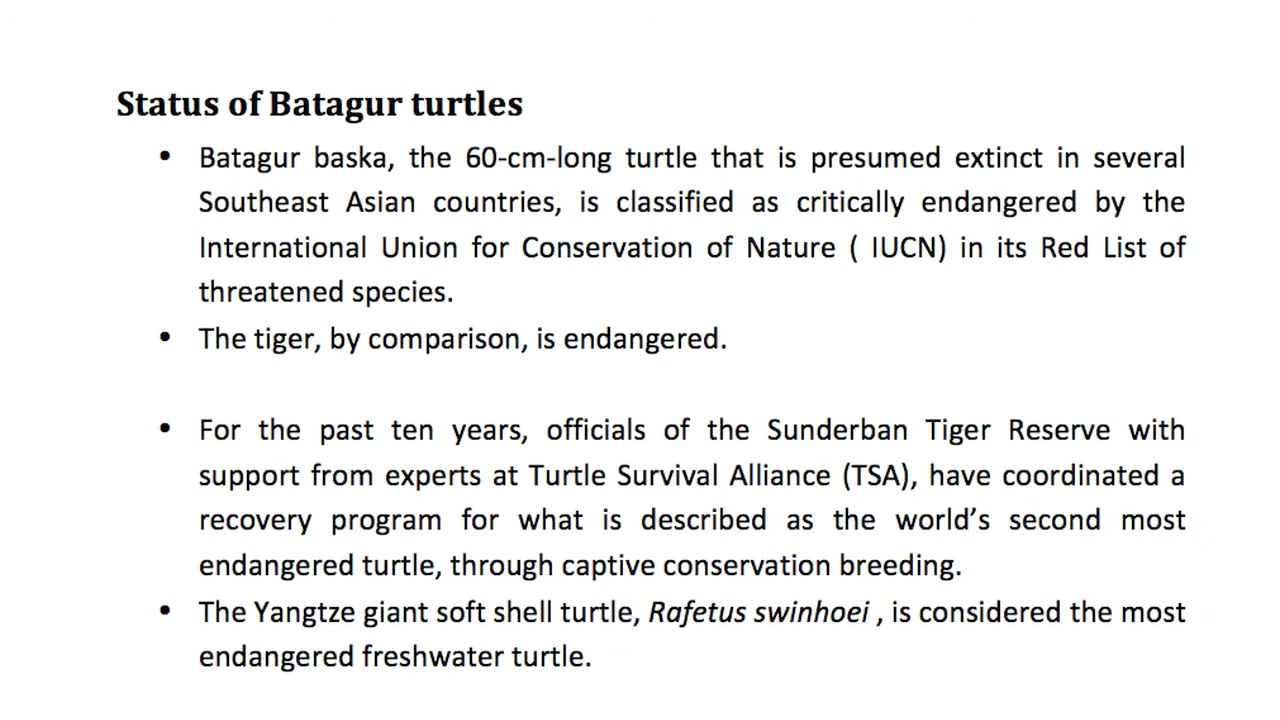 Status of Batagur turtles
• Batagur baska, the 60-cm-long turtle that is presumed extinct in several
Southeast Asian countries, is classified as critically endangered by the
International Union for Conservation of Nature ( IUCN) in its Red List of
threatened species.
• The tiger, by comparison, is endangered.
• For the past ten years, officials of the Sunderban Tiger Reserve with
support from experts at Turtle Survival Alliance (TSA), have coordinated a
recovery program for what is described as the world’s second most
endangered turtle, through captive conservation breeding.
• The Yangtze giant soft shell turtle, Rafetus swinhoei , is considered the most
endangered freshwater turtle.